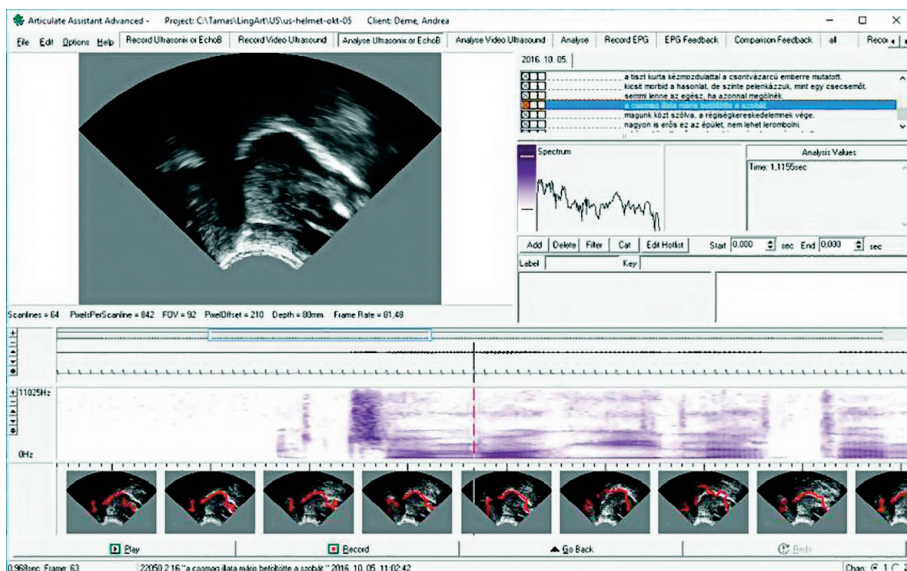 Articulate Assistant Advanced - Project: C:\Tamas\LingArt\US\us-helmet-okt-05 Client: Deme, Andrea
File Edit Options Help Record Ultrasonix or EchoB Record Video Ultrasound Analyse Ultrasonix or EchoB Analyse Video Ultrasound Analyse Record EPG EPG Feedback Comparison Feedback all
2016. 10. 05.
a tiszt kurta kézmozdulattal a csontvázarcú emberre mutatott.
kicsit morbid a hasonlat, de szinte pelenkázzuk, mint egy csecsemőt.
semmi lenne az egész, ha azonnal megölnék.
a csomag illata máris betöltötte a szobát.
magunk közt szólva, a régiségkereskedelemnek vége.
nagyon is erős ez az épület, nem lehet lerombolni.
Spectrum
Analysis Values
Time: 1,1155sec
Add Delete Filter Cat Edit Hotlist Start 0,000 sec End 0,000 sec
Label Key
Scanlines = 64 PixelsPerScanline = 842 FOV = 92 PixelOffset = 210 Depth = 80mm Frame Rate = 81,48
11025Hz
0Hz
Play Record Go Back Redo
0.968sec, Frame: 63 22050 2 16 "a csomag illata máris betöltötte a szobát." 2016. 10. 05. 11:02:42 Chan: 1 2